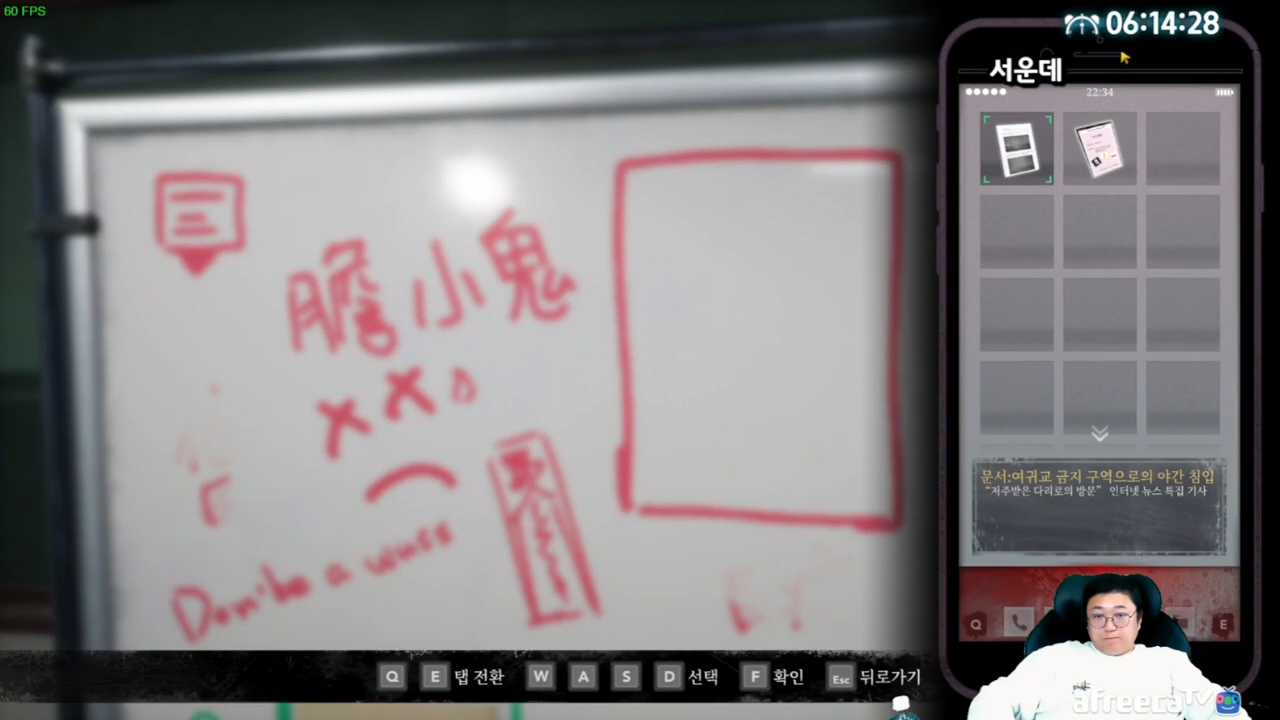 60 FPS
06:14:28
서운데
22:34
膽小鬼
Don't be a wuss
문서:여귀교 금지 구역으로의 야간 침입
"저주받은 다리로의 방문" 인터넷 뉴스 특집 기사
Q
E
Q E 탭 전환 W A S D 선택 F 확인 Esc 뒤로가기
afreecaTV